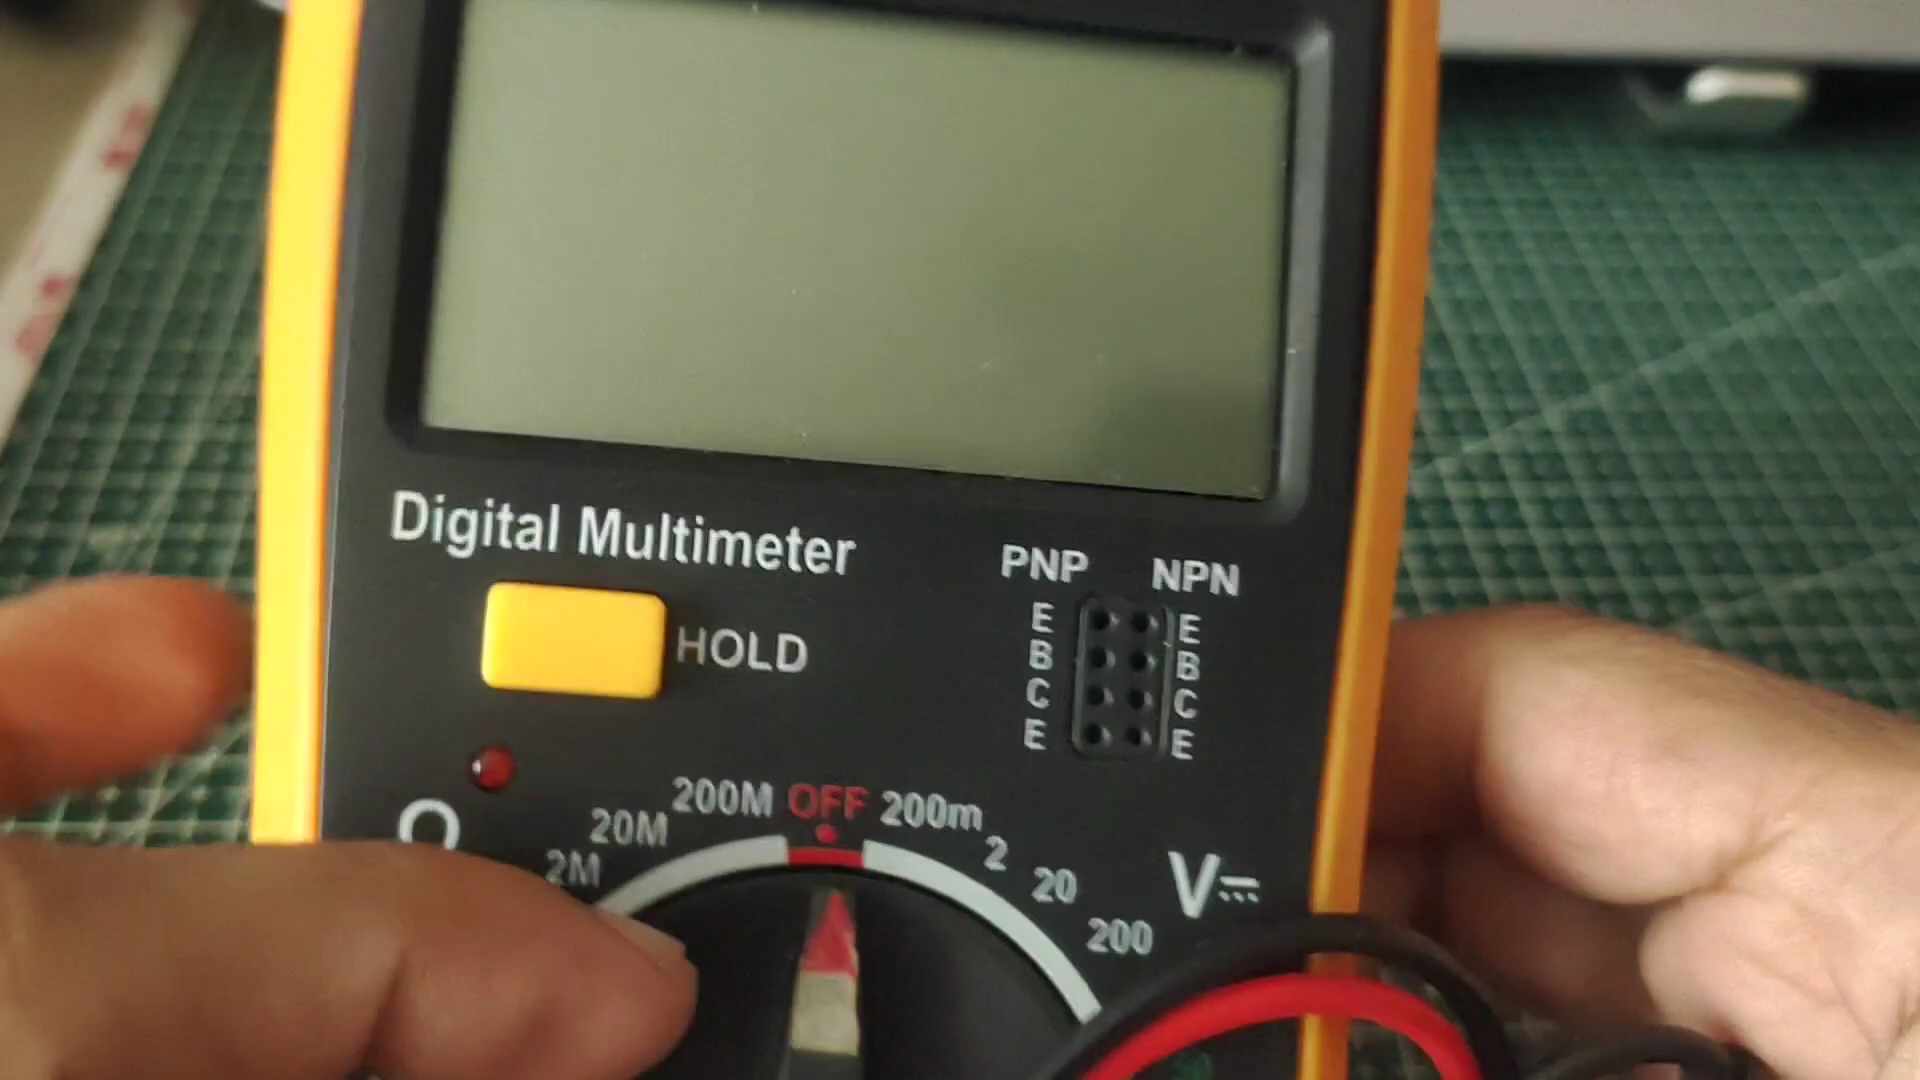 Digital Multimeter
HOLD
PNP NPN
E E
B B
C C
E E
Ω
2M
20M
200M
OFF
200m
2
20
200
V⎓